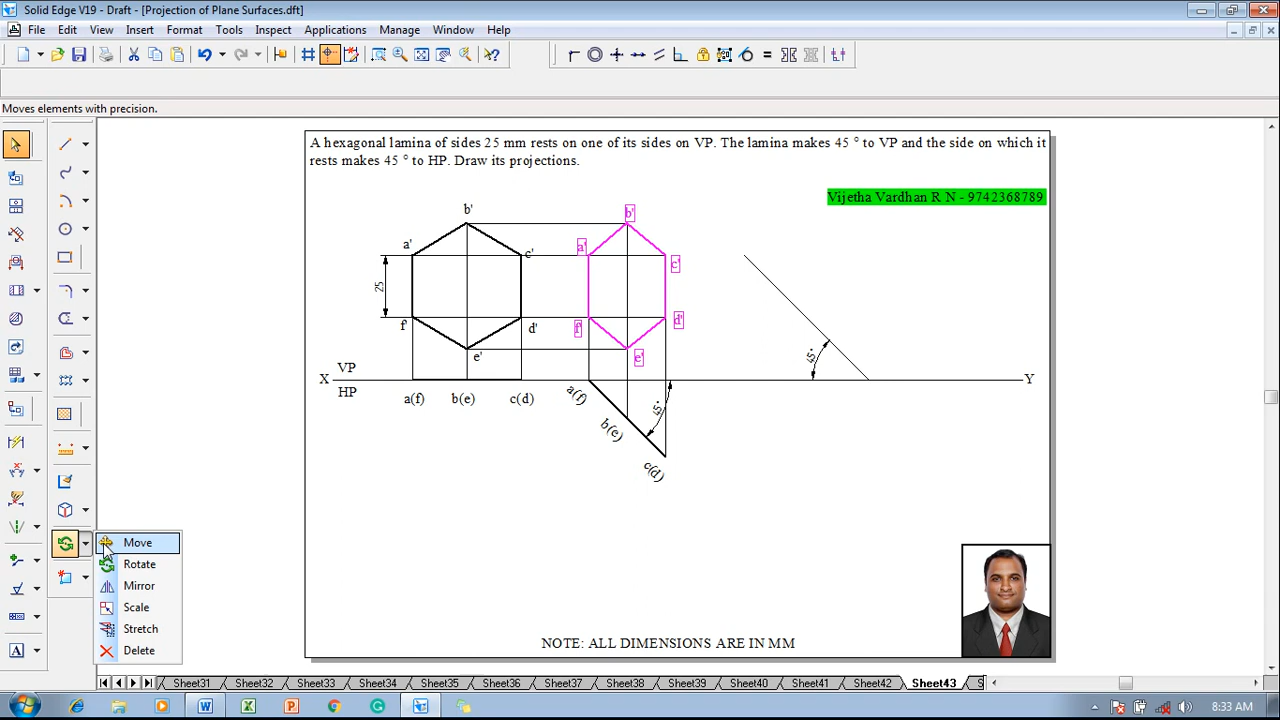 Solid Edge V19 - Draft - [Projection of Plane Surfaces.dft]
File Edit View Insert Format Tools Inspect Applications Manage Window Help
Moves elements with precision.
A hexagonal lamina of sides 25 mm rests on one of its sides on VP. The lamina makes 45 ° to VP and the side on which it
rests makes 45 ° to HP. Draw its projections.
Vijetha Vardhan R N - 9742368789
b' b'
a' c' a' c'
25
f' d' f' d'
e' e'
45°
VP
X Y
HP
a(f) b(e) c(d) a(f)
45°
b(e)
c(d)
Move
Rotate
Mirror
Scale
Stretch
Delete
A
NOTE: ALL DIMENSIONS ARE IN MM
Sheet31 Sheet32 Sheet33 Sheet34 Sheet35 Sheet36 Sheet37 Sheet38 Sheet39 Sheet40 Sheet41 Sheet42 Sheet43 S
8:33 AM